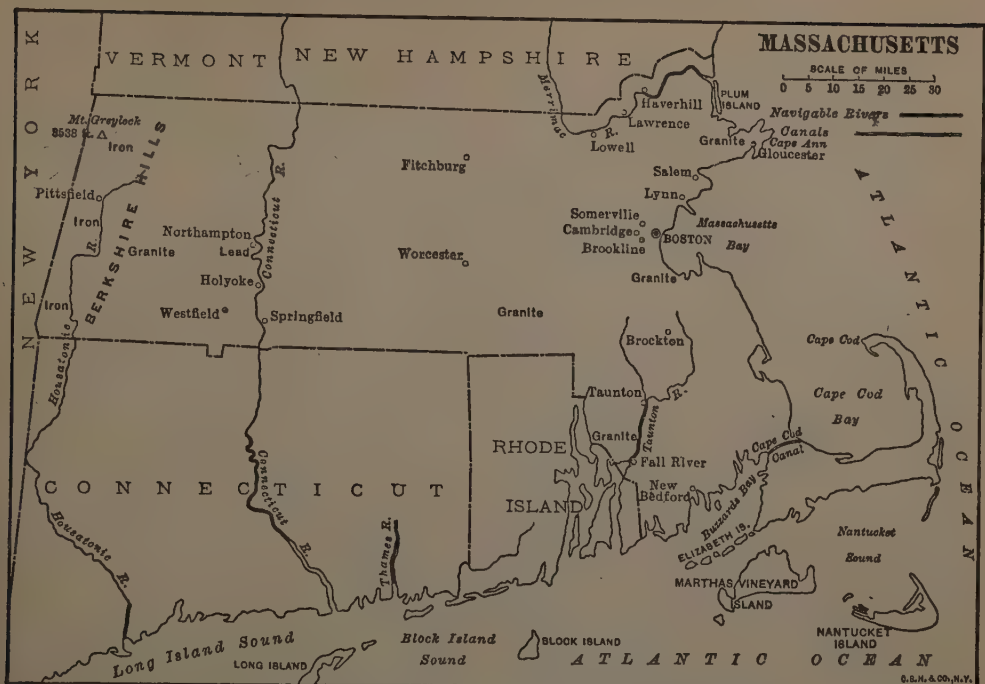 MASSACHUSETTS
SCALE OF MILES
0 5 10 15 20 25 30
Navigable Rivers
Canals
VERMONT
NEW HAMPSHIRE
NEW YORK
Mt. Greylock
3538 ft.
Iron
BERKSHIRE HILLS
Pittsfield
Iron
R.
Granite
Iron
Housatonic
Northampton
Lead
Holyoke
Westfield
Springfield
Connecticut R.
Fitchburg
Worcester
Granite
Merrimac R.
Haverhill
Lawrence
Lowell
PLUM
ISLAND
Granite
Cape Ann
Gloucester
Salem
Lynn
Somerville
Cambridge
Brookline
BOSTON
Massachusetts
Bay
Granite
ATLANTIC OCEAN
Brockton
Taunton
Taunton R.
Granite
Fall River
New
Bedford
Cape Cod
Cape Cod
Bay
Cape Cod
Canal
Buzzards Bay
ELIZABETH IS.
MARTHAS VINEYARD
ISLAND
Nantucket
Sound
NANTUCKET
ISLAND
RHODE
ISLAND
CONNECTICUT
Connecticut R.
Housatonic R.
Thames R.
Long Island Sound
LONG ISLAND
Block Island
Sound
BLOCK ISLAND
ATLANTIC OCEAN
C.S.H. & CO., N.Y.